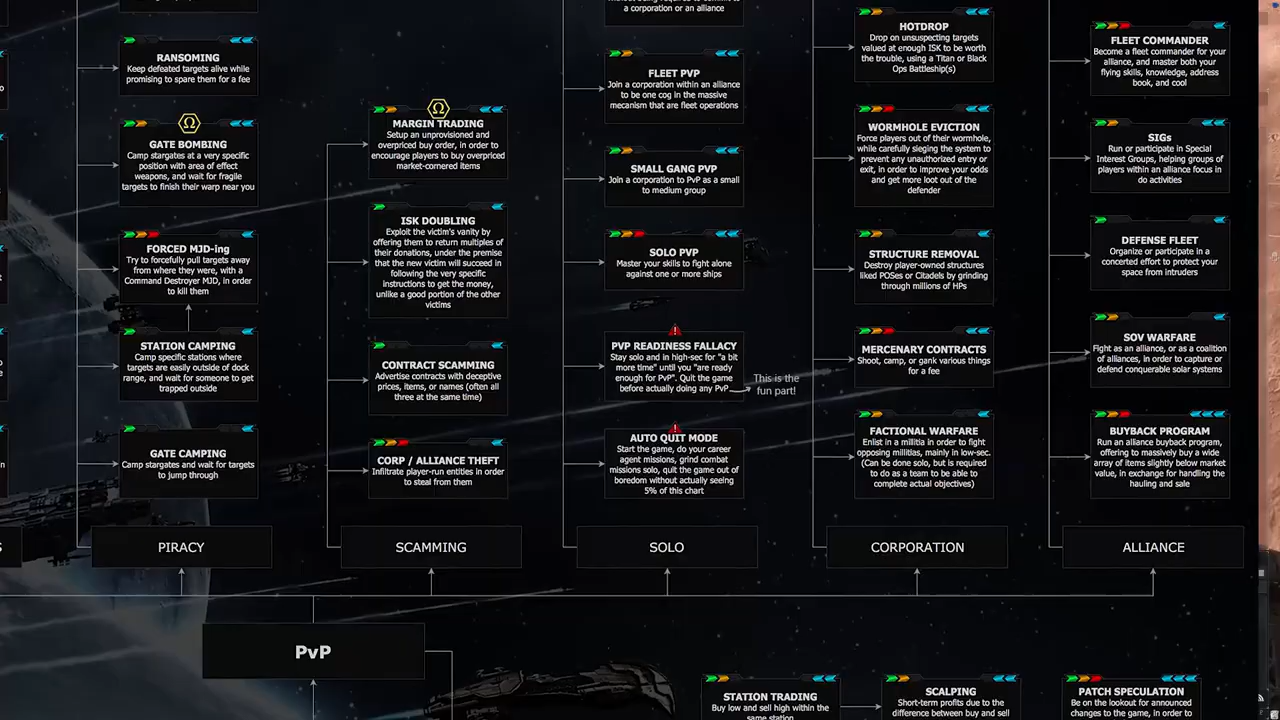 RANSOMING
Keep defeated targets alive while
promising to spare them for a fee
Ω
GATE BOMBING
Camp stargates at a very specific
position with area of effect
weapons, and wait for fragile
targets to finish their warp near you
FORCED MJD-ing
Try to forcefully pull targets away
from where they were, with a
Command Destroyer MJD, in order
to kill them
STATION CAMPING
Camp specific stations where
targets are easily outside of dock
range, and wait for someone to get
trapped outside
GATE CAMPING
Camp stargates and wait for targets
to jump through
PIRACY
Ω
MARGIN TRADING
Setup an unprovisioned and
overpriced buy order, in order to
encourage players to buy overpriced
market-cornered items
ISK DOUBLING
Exploit the victim's vanity by
offering them to return multiples of
their donations, under the premise
that the new victim will succeed in
following the very specific
instructions to get the money,
unlike a good portion of the other
victims
CONTRACT SCAMMING
Advertise contracts with deceptive
prices, items, or names (often all
three at the same time)
CORP / ALLIANCE THEFT
Infiltrate player-run entities in order
to steal from them
SCAMMING
a corporation or an alliance
FLEET PVP
Join a corporation within an alliance
to be one cog in the massive
mecanism that are fleet operations
SMALL GANG PVP
Join a corporation to PvP as a small
to medium group
SOLO PVP
Master your skills to fight alone
against one or more ships
!
PVP READINESS FALLACY
Stay solo and in high-sec for "a bit
more time" until you "are ready
enough for PvP". Quit the game
before actually doing any PvP
This is the
fun part!
!
AUTO QUIT MODE
Start the game, do your career
agent missions, grind combat
missions solo, quit the game out of
boredom without actually seeing
5% of this chart
SOLO
HOTDROP
Drop on unsuspecting targets
valued at enough ISK to be worth
the trouble, using a Titan or Black
Ops Battleship(s)
WORMHOLE EVICTION
Force players out of their wormhole,
while carefully sieging the system to
prevent any unauthorized entry or
exit, in order to improve your odds
and get more loot out of the
defender
STRUCTURE REMOVAL
Destroy player-owned structures
liked POSes or Citadels by grinding
through millions of HPs
MERCENARY CONTRACTS
Shoot, camp, or gank various things
for a fee
FACTIONAL WARFARE
Enlist in a militia in order to fight
opposing militias, mainly in low-sec.
(Can be done solo, but is required
to do as a team to be able to
complete actual objectives)
CORPORATION
FLEET COMMANDER
Become a fleet commander for your
alliance, and master both your
flying skills, knowledge, address
book, and cool
SIGs
Run or participate in Special
Interest Groups, helping groups of
players within an alliance focus in
do activities
DEFENSE FLEET
Organize or participate in a
concerted effort to protect your
space from intruders
SOV WARFARE
Fight as an alliance, or as a coalition
of alliances, in order to capture or
defend conquerable solar systems
BUYBACK PROGRAM
Run an alliance buyback program,
offering to massively buy a wide
array of items slightly below market
value, in exchange for handling the
hauling and sale
ALLIANCE
PvP
STATION TRADING
Buy low and sell high within the
same station
SCALPING
Short-term profits due to the
difference between buy and sell
PATCH SPECULATION
Be on the lookout for announced
changes to the game, in order to